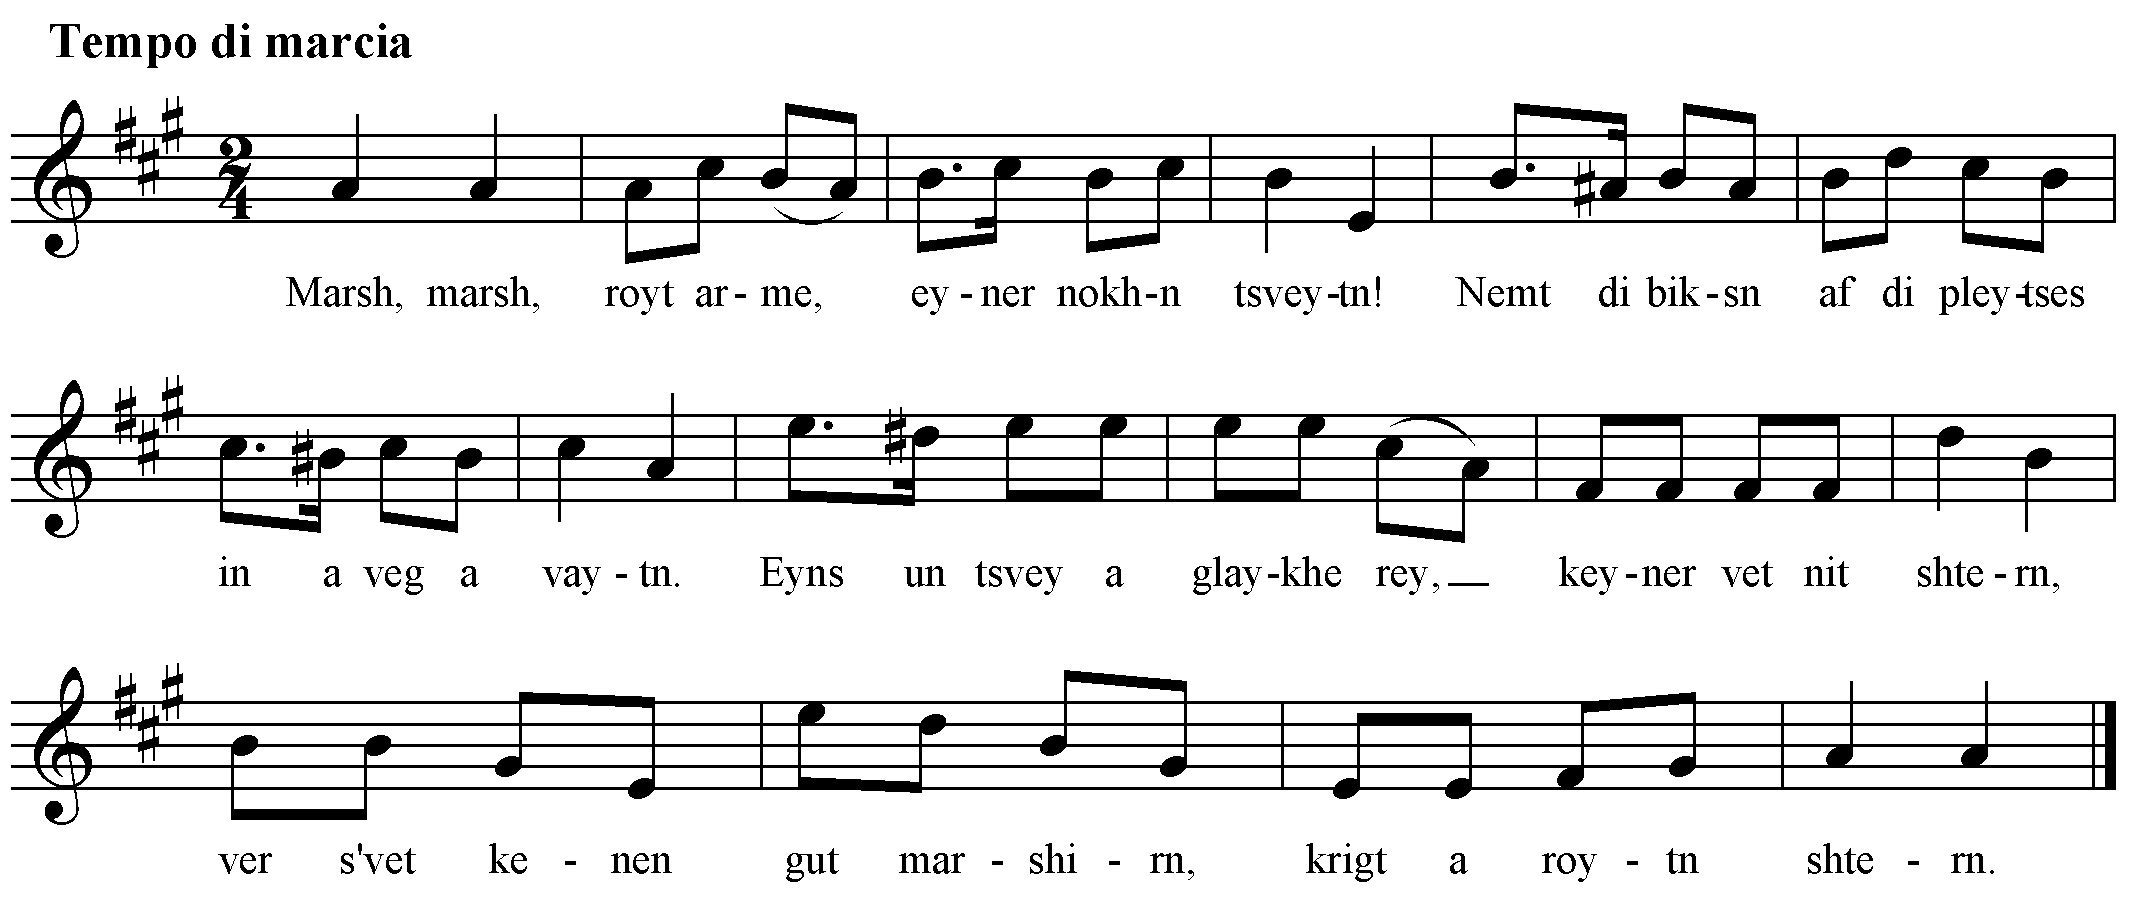 Tempo di marcia
2/4
Marsh, marsh, royt ar-me, ey-ner nokh-n tsvey-tn! Nemt di bik-sn af di pley-tses
in a veg a vay-tn. Eyns un tsvey a glay-khe rey, key-ner vet nit shte-rn,
ver s'vet ke-nen gut mar-shi-rn, krigt a roy-tn shte-rn.